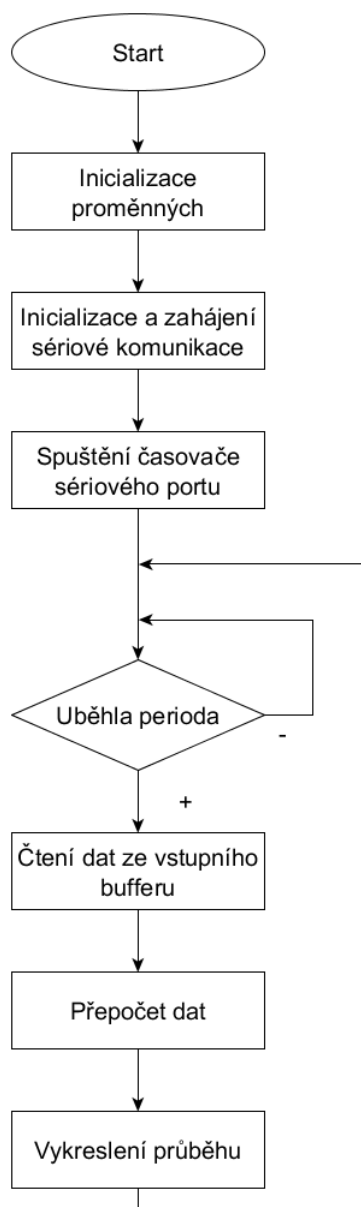 Start
Inicializace
proměnných
Inicializace a zahájení
sériové komunikace
Spuštění časovače
sériového portu
Uběhla perioda
-
+
Čtení dat ze vstupního
bufferu
Přepočet dat
Vykreslení průběhu